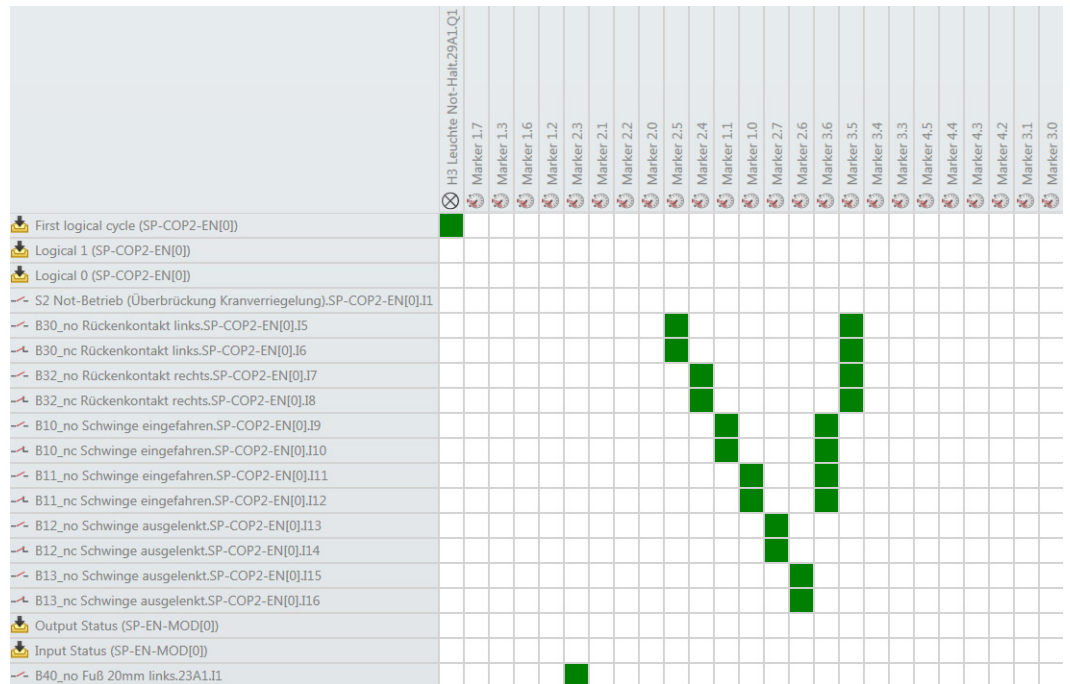 H3 Leuchte Not-Halt.29A1.Q1
Marker 1.7
Marker 1.3
Marker 1.6
Marker 1.2
Marker 2.3
Marker 2.1
Marker 2.2
Marker 2.0
Marker 2.5
Marker 2.4
Marker 1.1
Marker 1.0
Marker 2.7
Marker 2.6
Marker 3.6
Marker 3.5
Marker 3.4
Marker 3.3
Marker 4.5
Marker 4.4
Marker 4.3
Marker 4.2
Marker 3.1
Marker 3.0
First logical cycle (SP-COP2-EN[0])
Logical 1 (SP-COP2-EN[0])
Logical 0 (SP-COP2-EN[0])
S2 Not-Betrieb (Überbrückung Kranverriegelung).SP-COP2-EN[0].I1
B30_no Rückenkontakt links.SP-COP2-EN[0].I5
B30_nc Rückenkontakt links.SP-COP2-EN[0].I6
B32_no Rückenkontakt rechts.SP-COP2-EN[0].I7
B32_nc Rückenkontakt rechts.SP-COP2-EN[0].I8
B10_no Schwinge eingefahren.SP-COP2-EN[0].I9
B10_nc Schwinge eingefahren.SP-COP2-EN[0].I10
B11_no Schwinge eingefahren.SP-COP2-EN[0].I11
B11_nc Schwinge eingefahren.SP-COP2-EN[0].I12
B12_no Schwinge ausgelenkt.SP-COP2-EN[0].I13
B12_nc Schwinge ausgelenkt.SP-COP2-EN[0].I14
B13_no Schwinge ausgelenkt.SP-COP2-EN[0].I15
B13_nc Schwinge ausgelenkt.SP-COP2-EN[0].I16
Output Status (SP-EN-MOD[0])
Input Status (SP-EN-MOD[0])
B40_no Fuß 20mm links.23A1.I1